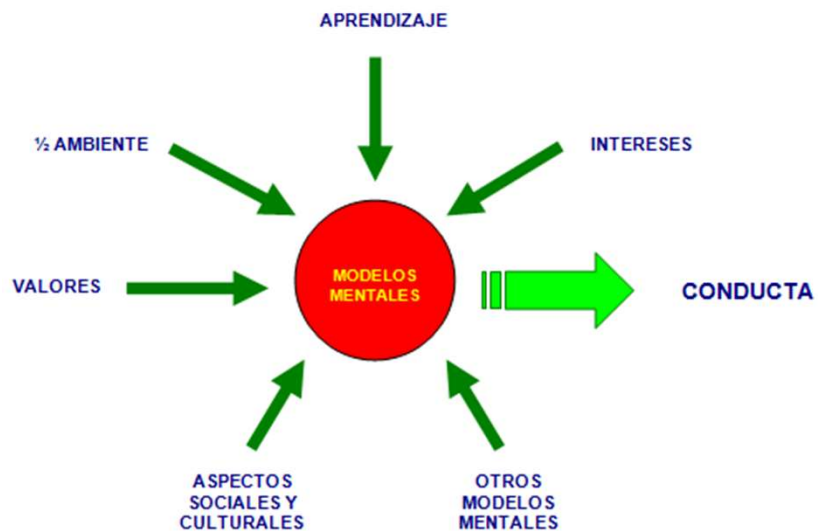 APRENDIZAJE
½ AMBIENTE
INTERESES
VALORES
MODELOS
MENTALES
CONDUCTA
ASPECTOS
SOCIALES Y
CULTURALES
OTROS
MODELOS
MENTALES